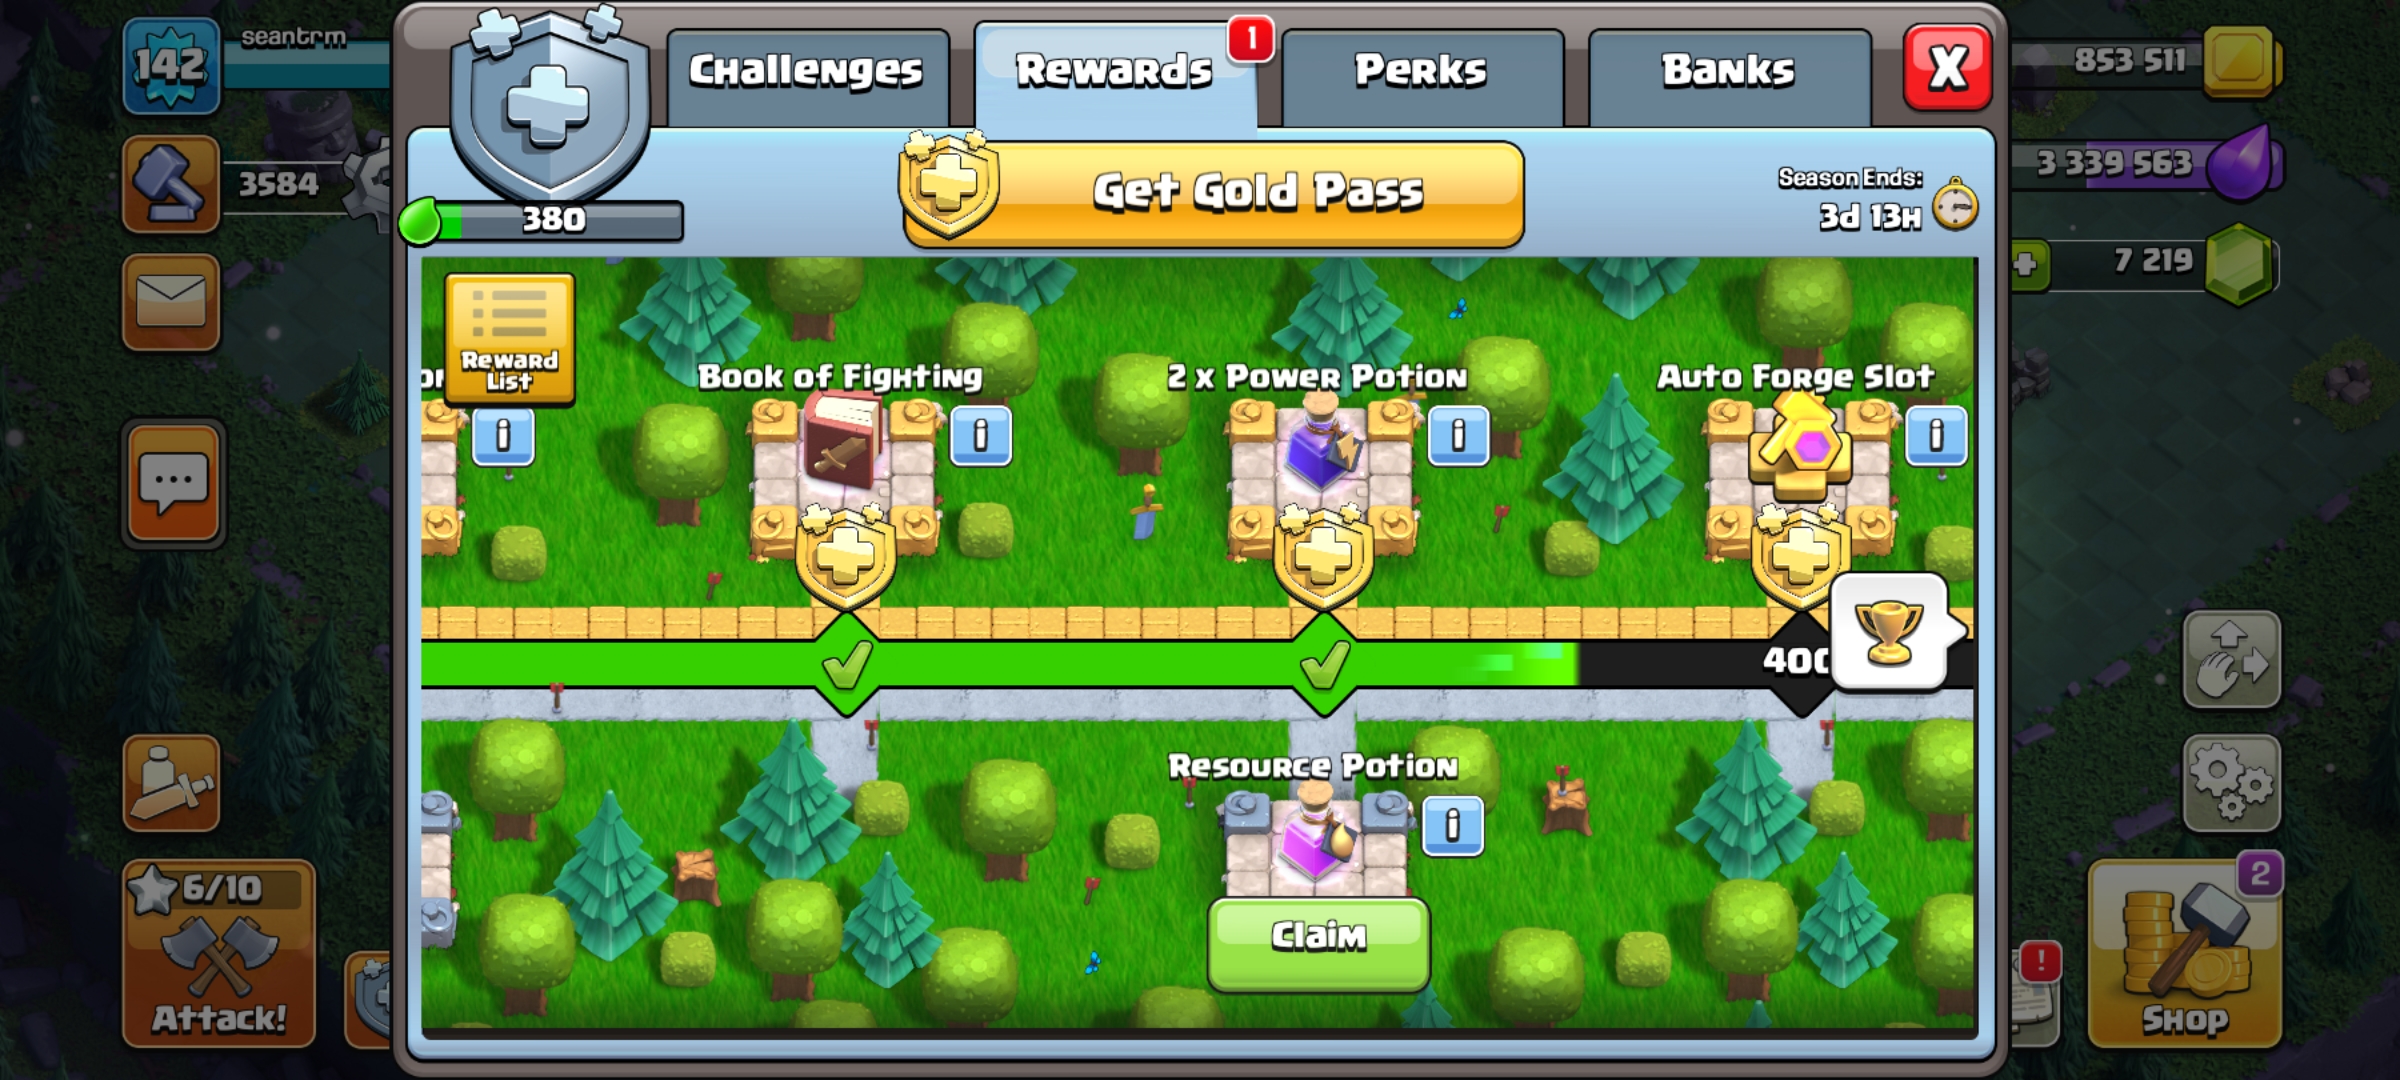 142
seantrm
Challenges
Rewards
1
Perks
Banks
X
853 511
3584
3 339 563
380
Get Gold Pass
Season Ends:
3d 13h
7 219
Reward
List
Book of Fighting
2 x Power Potion
Auto Forge Slot
i
i
i
i
400
Resource Potion
i
Claim
6/10
Attack!
2
!
Shop